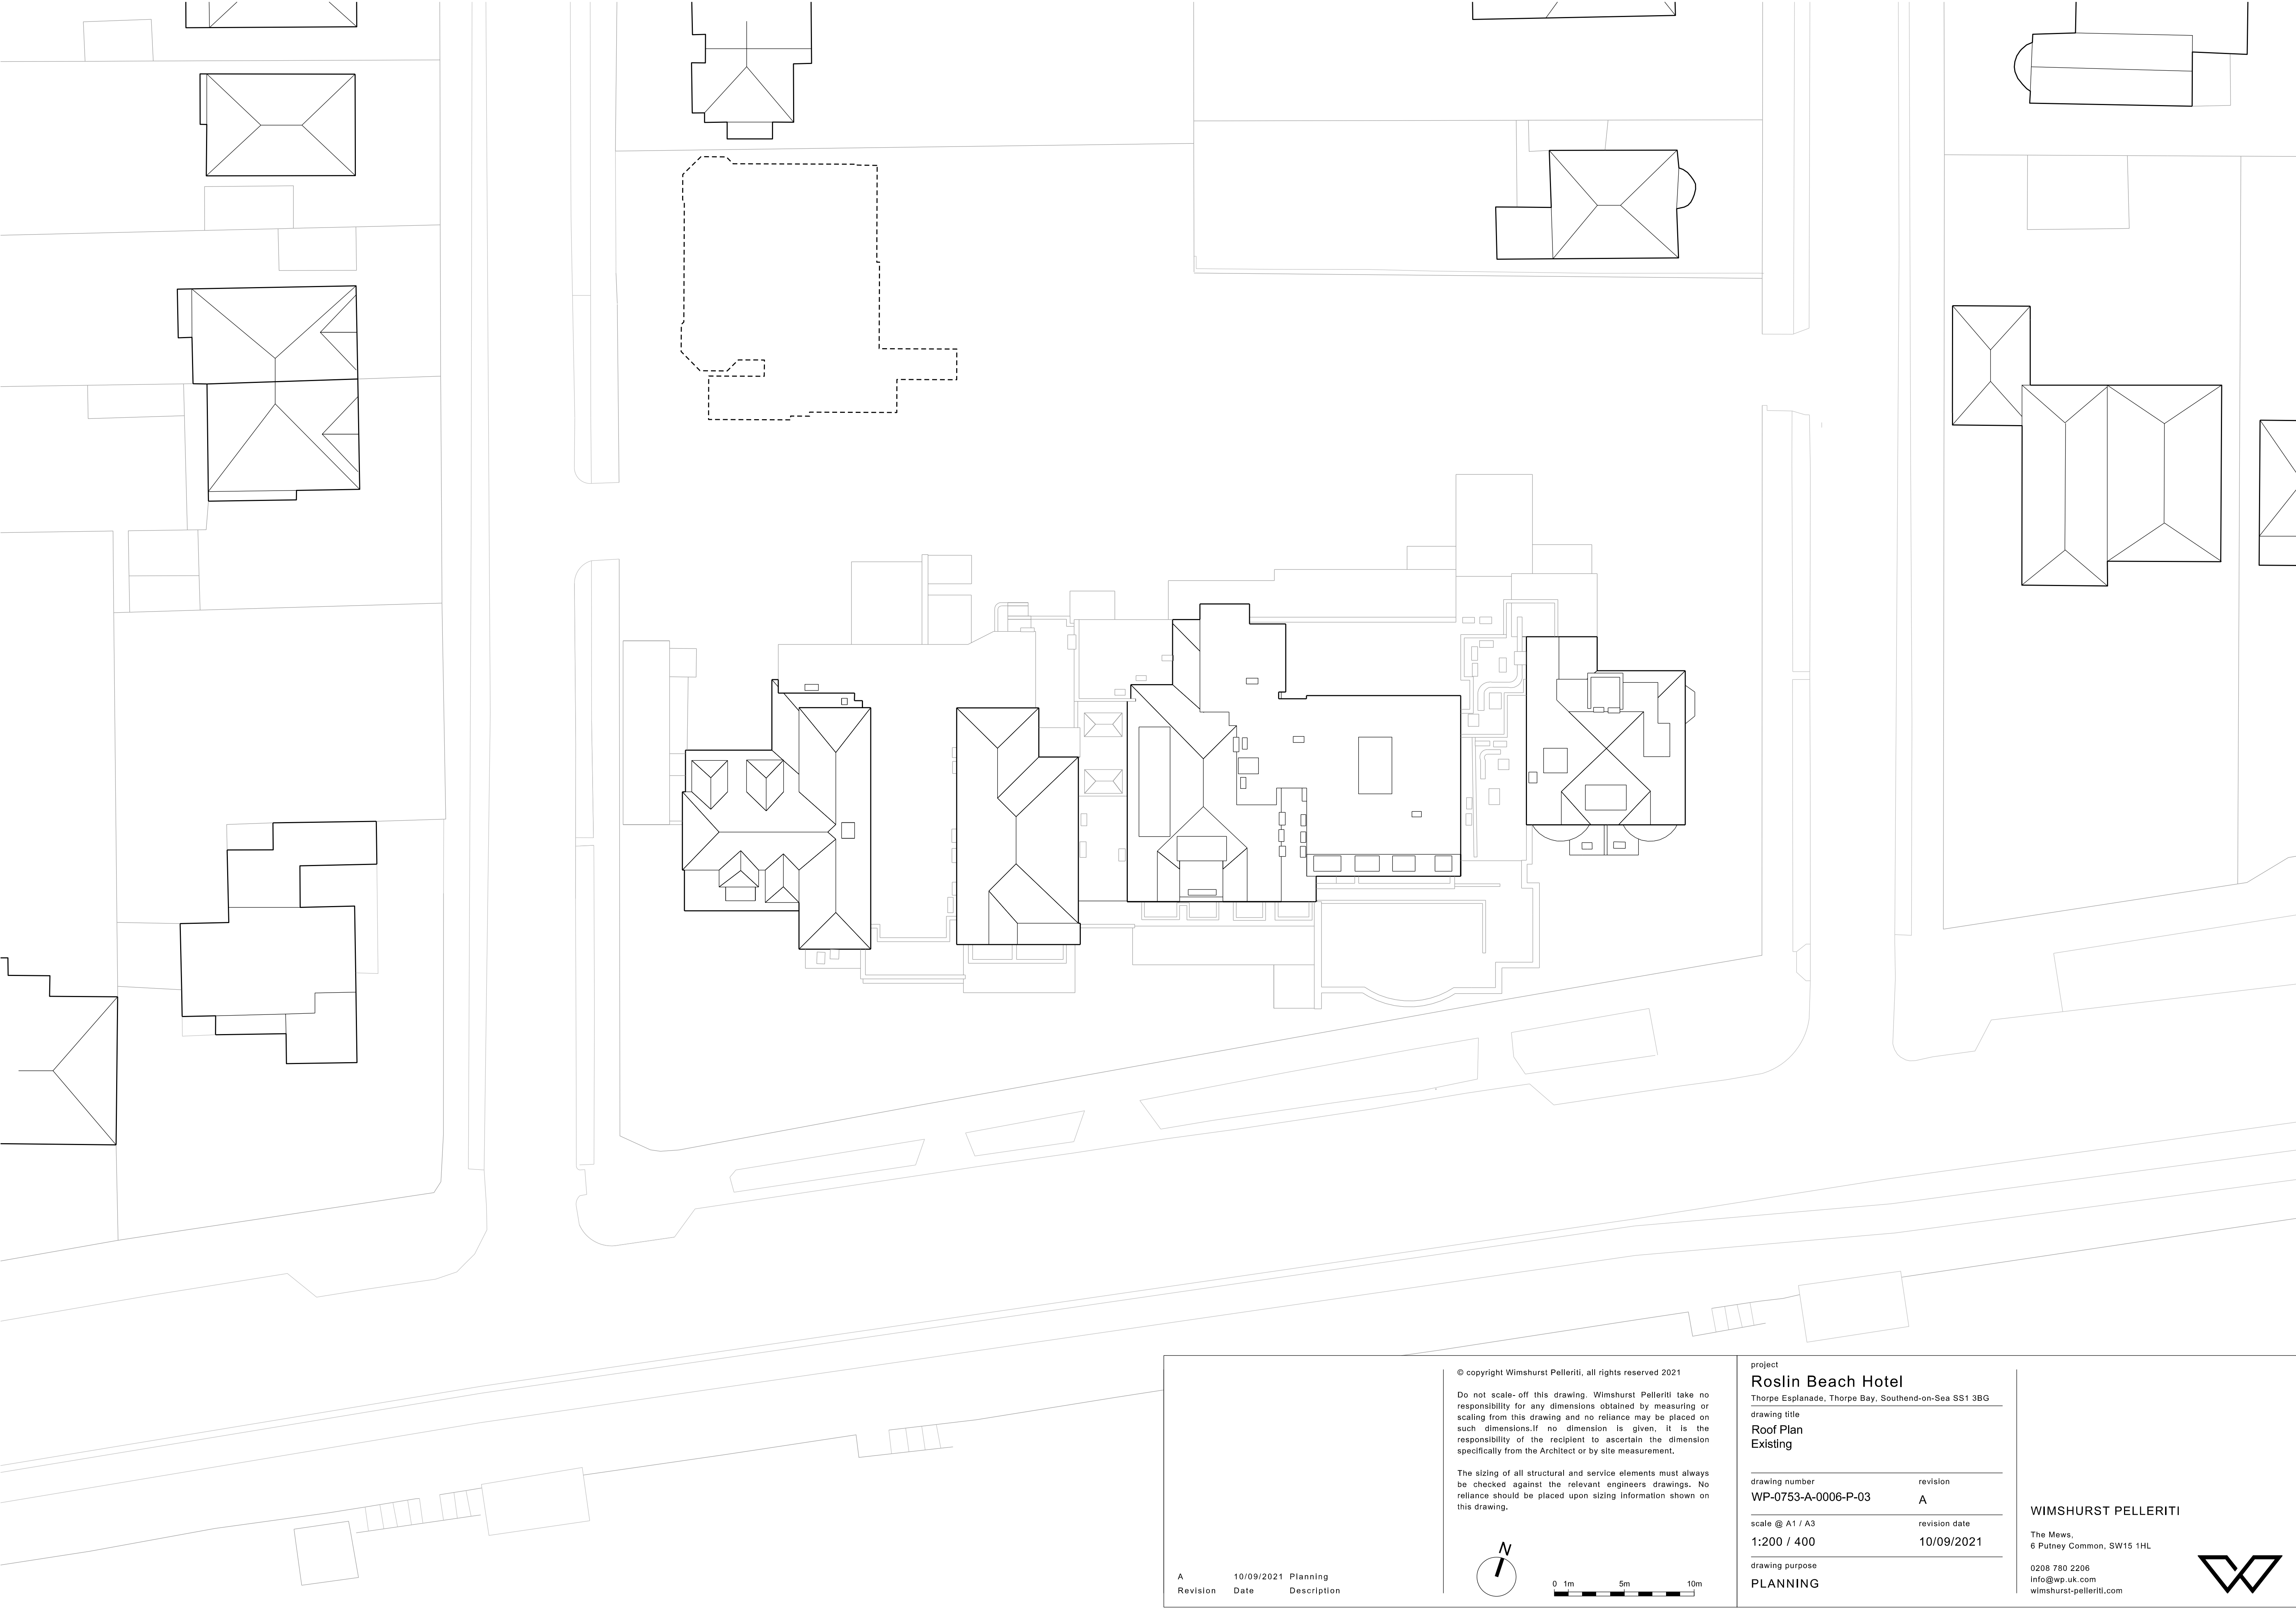 © copyright Wimshurst Pelleriti, all rights reserved 2021
Do not scale- off this drawing. Wimshurst Pelleriti take no
responsibility for any dimensions obtained by measuring or
scaling from this drawing and no reliance may be placed on
such dimensions.If no dimension is given, it is the
responsibility of the recipient to ascertain the dimension
specifically from the Architect or by site measurement.
The sizing of all structural and service elements must always
be checked against the relevant engineers drawings. No
reliance should be placed upon sizing information shown on
this drawing.
N
0 1m 5m 10m
A 10/09/2021 Planning
Revision Date Description
project
Roslin Beach Hotel
Thorpe Esplanade, Thorpe Bay, Southend-on-Sea SS1 3BG
drawing title
Roof Plan
Existing
drawing number revision
WP-0753-A-0006-P-03 A
scale @ A1 / A3 revision date
1:200 / 400 10/09/2021
drawing purpose
PLANNING
WIMSHURST PELLERITI
The Mews,
6 Putney Common, SW15 1HL
0208 780 2206
info@wp.uk.com
wimshurst-pelleriti.com